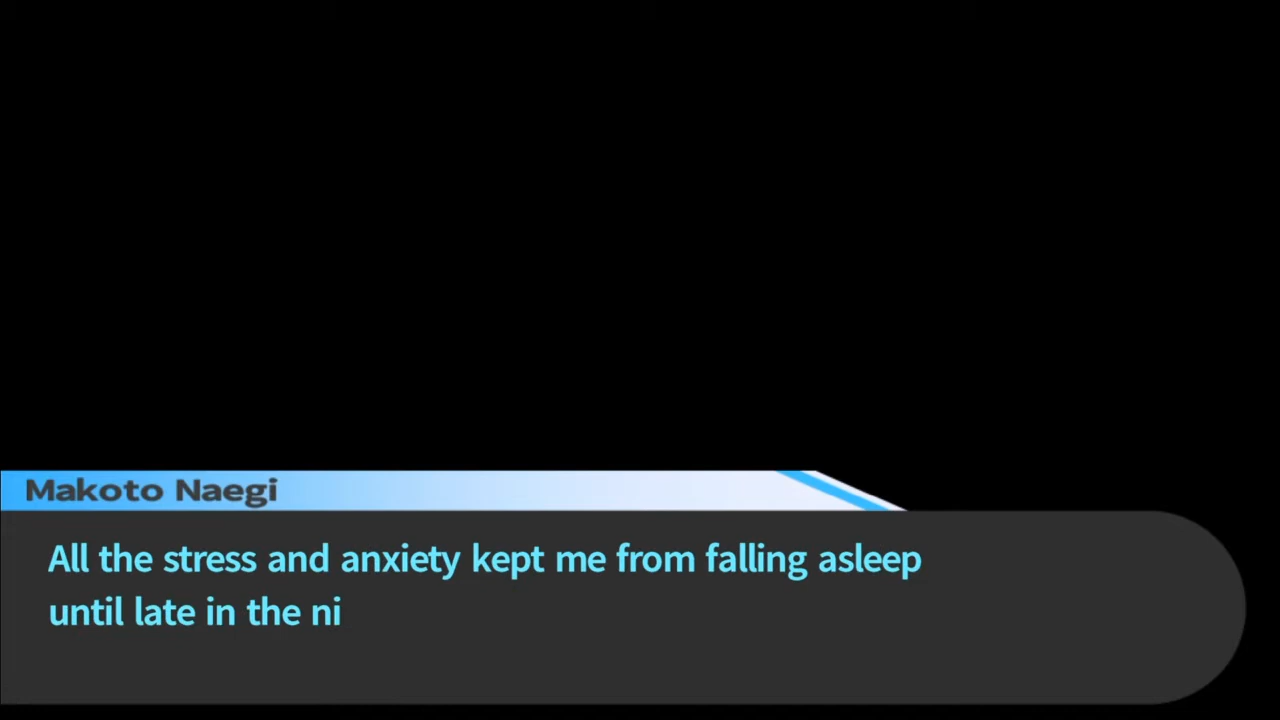 Makoto Naegi
All the stress and anxiety kept me from falling asleep
until late in the ni